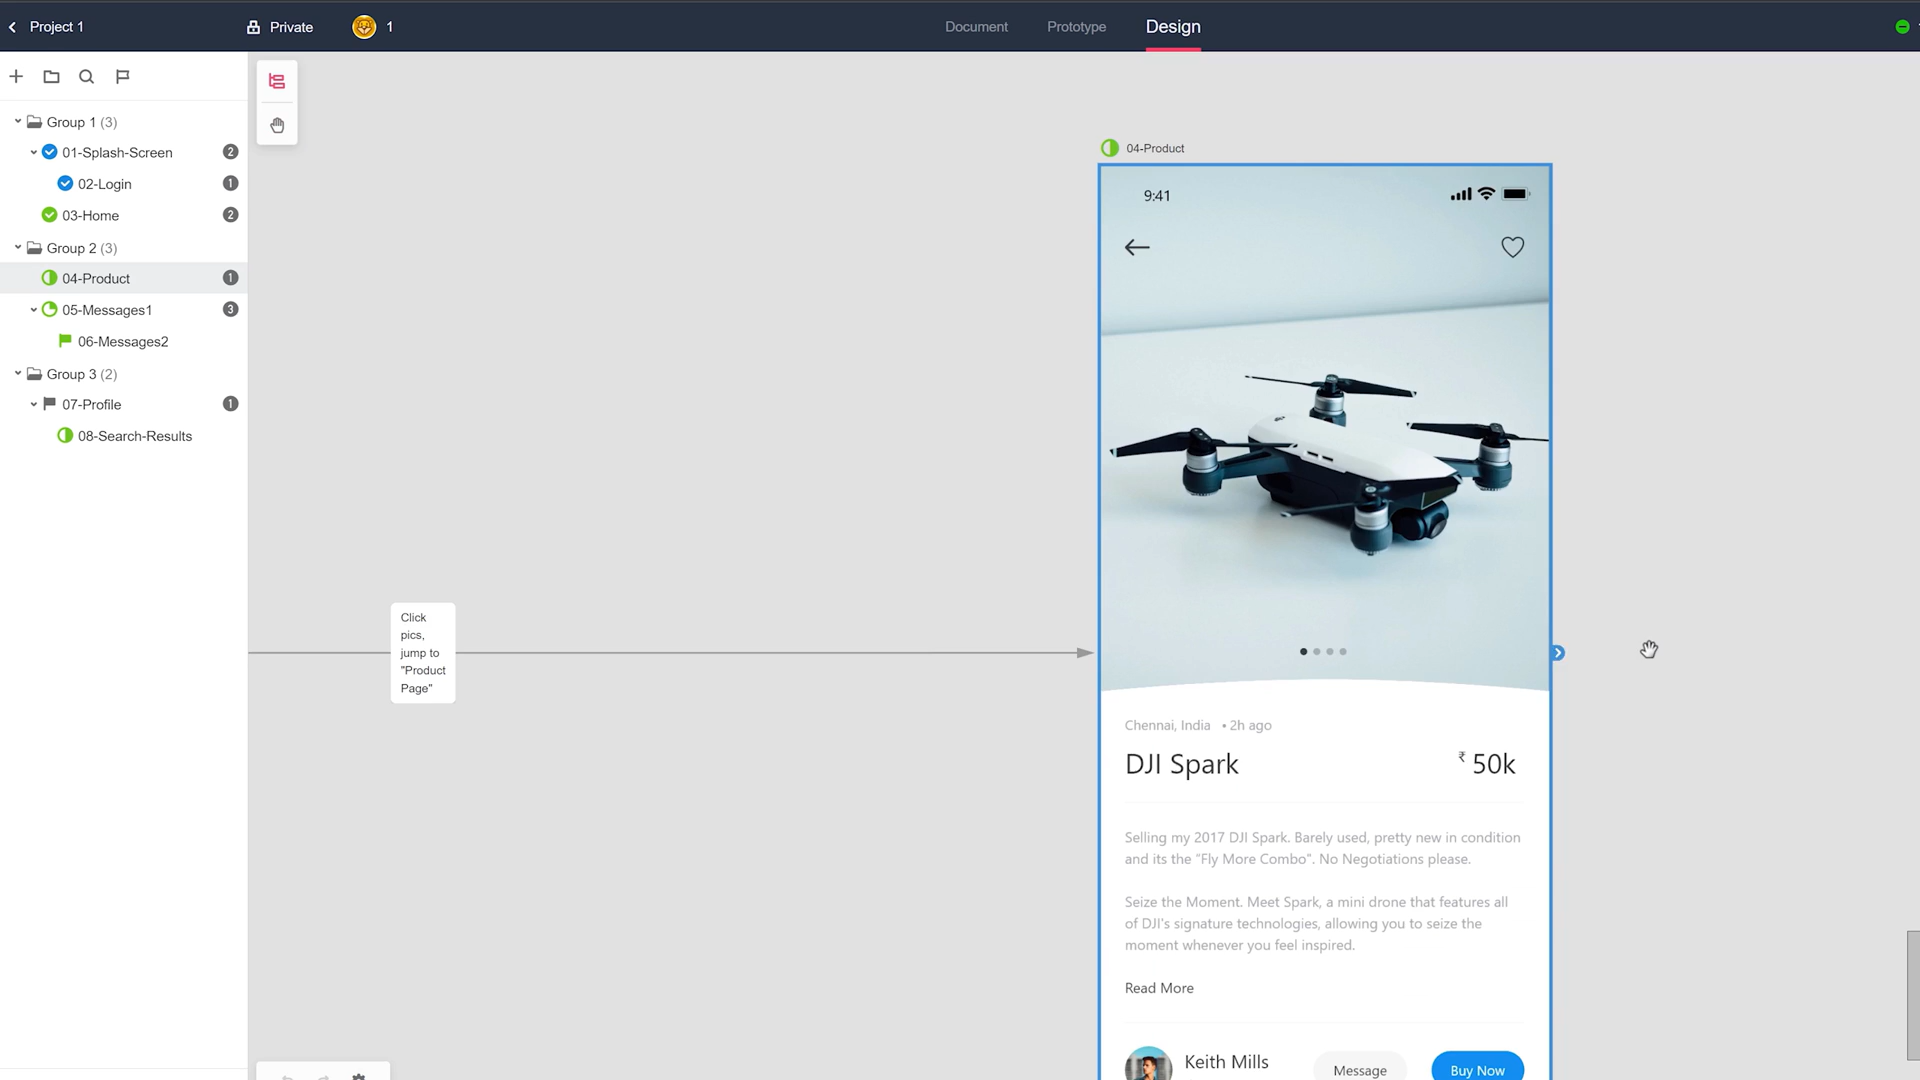 Project 1
Private
1
Document
Prototype
Design
Group 1 (3)
01-Splash-Screen 2
02-Login 1
03-Home 2
Group 2 (3)
04-Product 1
05-Messages1 3
06-Messages2
Group 3 (2)
07-Profile 1
08-Search-Results
Click
pics,
jump to
"Product
Page"
04-Product
9:41
Chennai, India • 2h ago
DJI Spark
₹ 50k
Selling my 2017 DJI Spark. Barely used, pretty new in condition
and its the "Fly More Combo". No Negotiations please.
Seize the Moment. Meet Spark, a mini drone that features all
of DJI's signature technologies, allowing you to seize the
moment whenever you feel inspired.
Read More
Keith Mills
Message
Buy Now